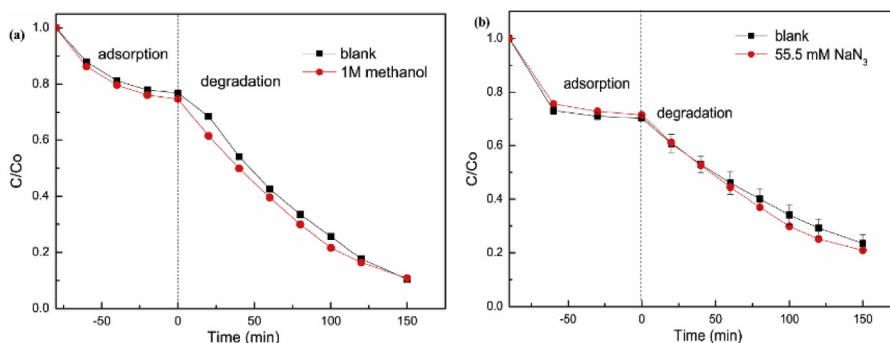 (a)
1.0
0.8
0.6
0.4
0.2
0.0
C/Co
adsorption
degradation
blank
1M methanol
-50
0
50
100
150
Time (min)
(b)
1.0
0.8
0.6
0.4
0.2
0.0
C/Co
adsorption
degradation
blank
55.5 mM NaN₃
-50
0
50
100
150
Time (min)